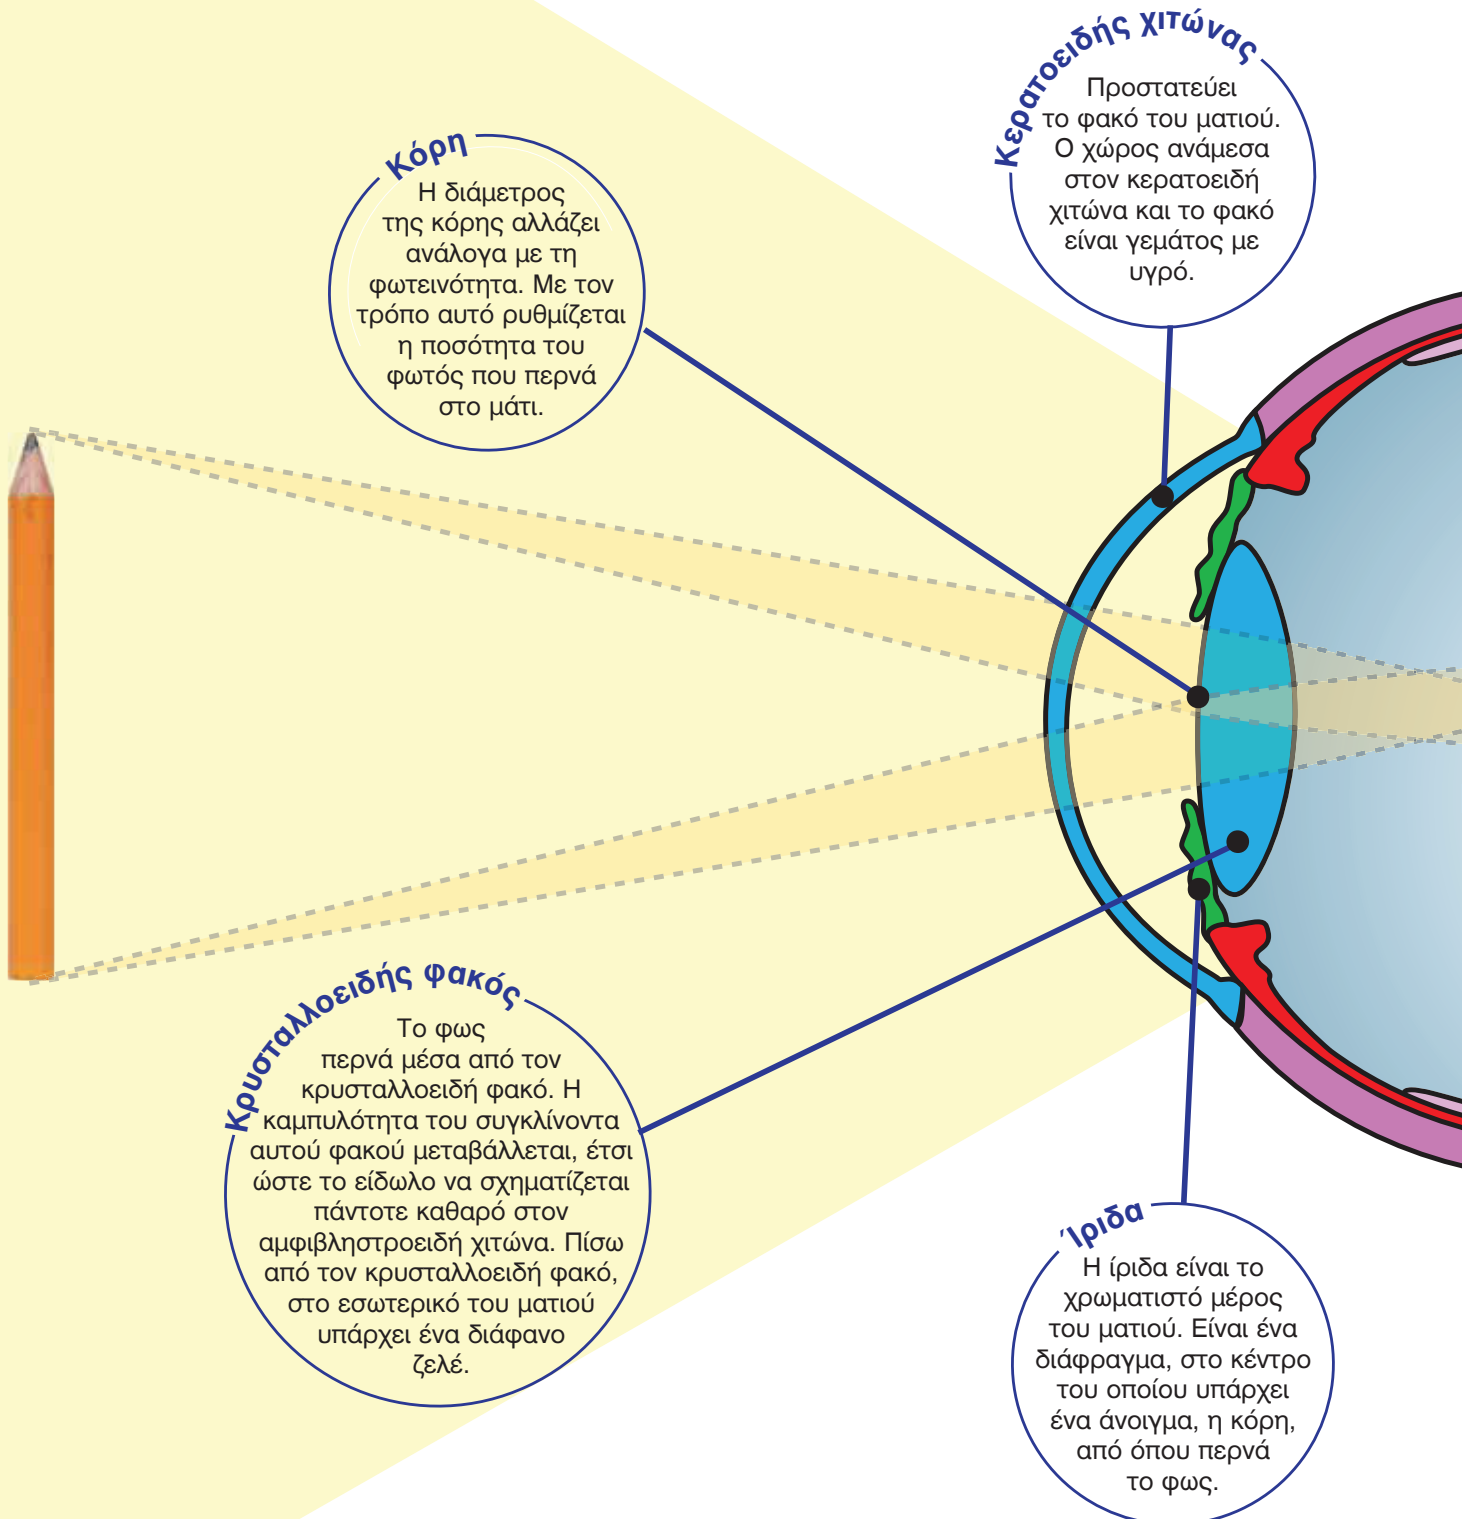 Κερατοειδής χιτώνας
Προστατεύει
το φακό του ματιού.
Ο χώρος ανάμεσα
στον κερατοειδή
χιτώνα και το φακό
είναι γεμάτος με
υγρό.
Κόρη
Η διάμετρος
της κόρης αλλάζει
ανάλογα με τη
φωτεινότητα. Με τον
τρόπο αυτό ρυθμίζεται
η ποσότητα του
φωτός που περνά
στο μάτι.
Κρυσταλλοειδής φακός
Το φως
περνά μέσα από τον
κρυσταλλοειδή φακό. Η
καμπυλότητα του συγκλίνοντα
αυτού φακού μεταβάλλεται, έτσι
ώστε το είδωλο να σχηματίζεται
πάντοτε καθαρό στον
αμφιβληστροειδή χιτώνα. Πίσω
από τον κρυσταλλοειδή φακό,
στο εσωτερικό του ματιού
υπάρχει ένα διάφανο
ζελέ.
Ίριδα
Η ίριδα είναι το
χρωματιστό μέρος
του ματιού. Είναι ένα
διάφραγμα, στο κέντρο
του οποίου υπάρχει
ένα άνοιγμα, η κόρη,
από όπου περνά
το φως.